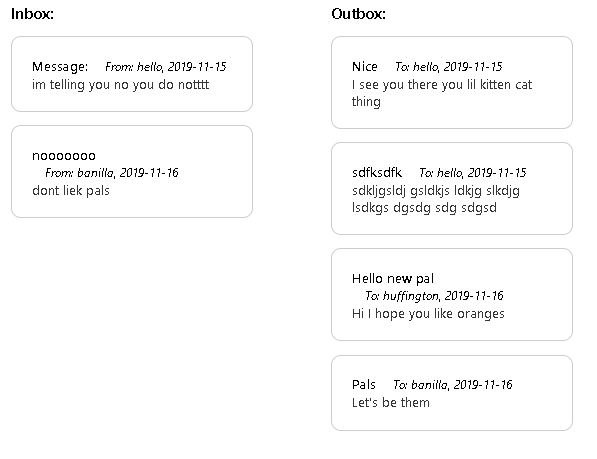 Inbox:
Message: From: hello, 2019-11-15
im telling you no you do notttt
nooooooo
From: banilla, 2019-11-16
dont liek pals
Outbox:
Nice To: hello, 2019-11-15
I see you there you lil kitten cat
thing
sdfksdfk To: hello, 2019-11-15
sdkljgsldj gsldkjs ldkjg slkdjg
lsdkgs dgsdg sdg sdgsd
Hello new pal
To: huffington, 2019-11-16
Hi I hope you like oranges
Pals To: banilla, 2019-11-16
Let's be them